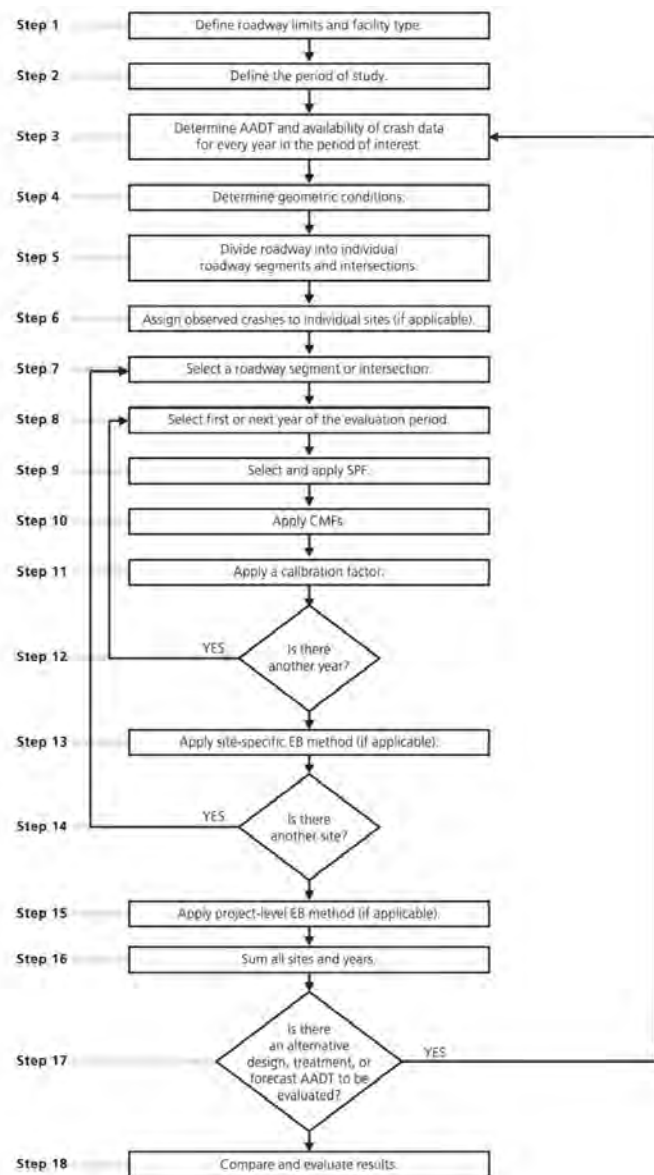 Step 1
Define roadway limits and facility type.
Step 2
Define the period of study.
Step 3
Determine AADT and availability of crash data
for every year in the period of interest.
Step 4
Determine geometric conditions.
Step 5
Divide roadway into individual
roadway segments and intersections.
Step 6
Assign observed crashes to individual sites (if applicable).
Step 7
Select a roadway segment or intersection.
Step 8
Select first or next year of the evaluation period.
Step 9
Select and apply SPF.
Step 10
Apply CMFs.
Step 11
Apply a calibration factor.
Step 12
YES
Is there
another year?
Step 13
Apply site-specific EB method (if applicable).
Step 14
YES
Is there
another site?
Step 15
Apply project-level EB method (if applicable).
Step 16
Sum all sites and years.
Step 17
Is there
an alternative
design, treatment, or
forecast AADT to be
evaluated?
YES
Step 18
Compare and evaluate results.